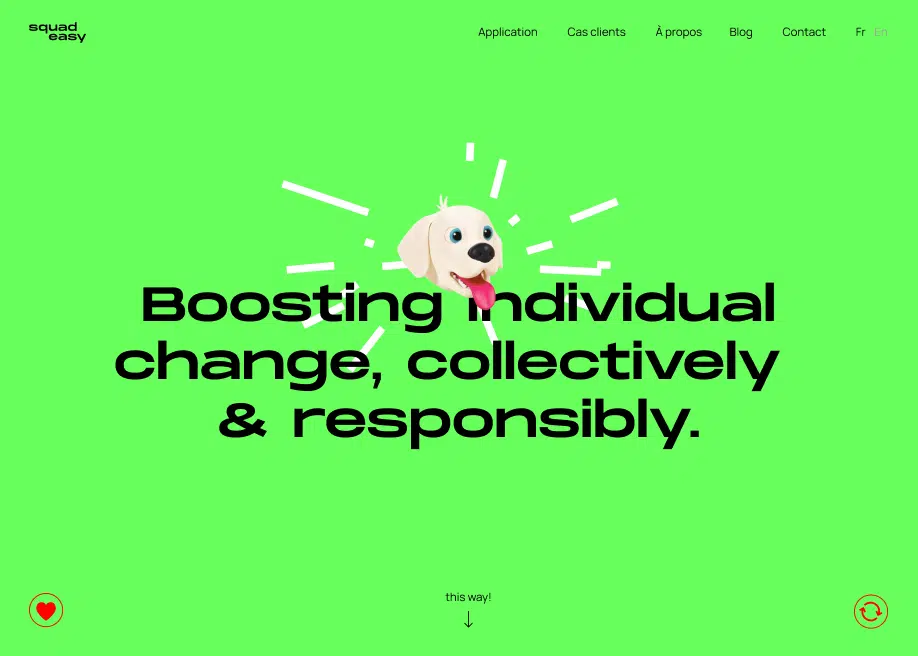 squad
easy
Application Cas clients À propos Blog Contact Fr En
Boosting individual
change, collectively
& responsibly.
this way!